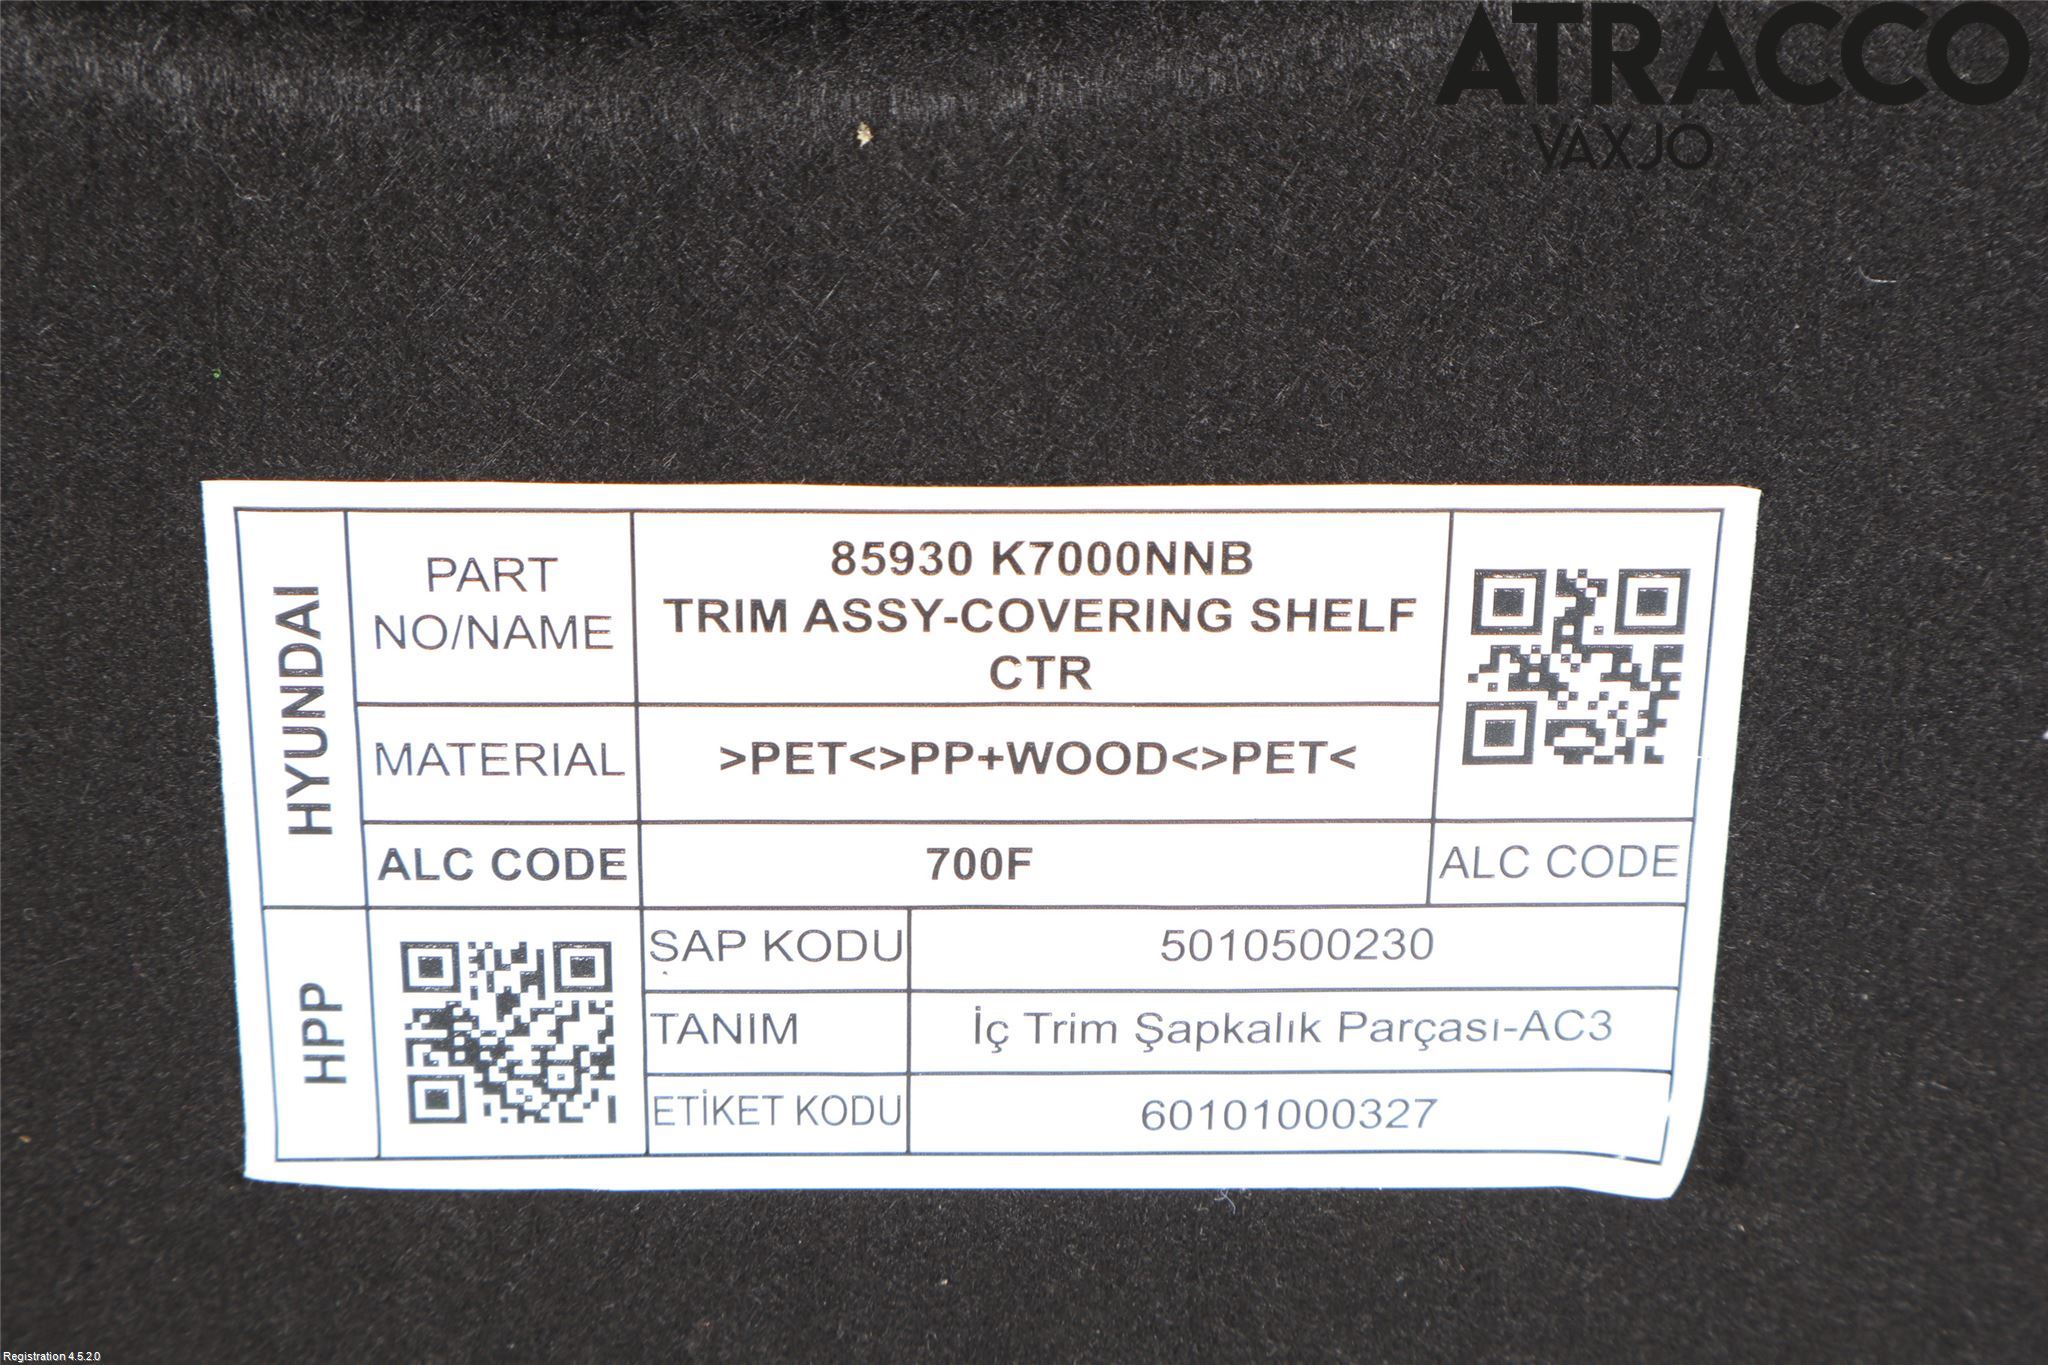 ATRACCO
VAXJÖ
HYUNDAI
PART
NO/NAME
85930 K7000NNB
TRIM ASSY-COVERING SHELF
CTR
MATERIAL
>PET<>PP+WOOD<>PET<
ALC CODE
700F
ALC CODE
HPP
SAP KODU
5010500230
TANIM
İç Trim Şapkalık Parçası-AC3
ETİKET KODU
60101000327
Registration 4.5.2.0